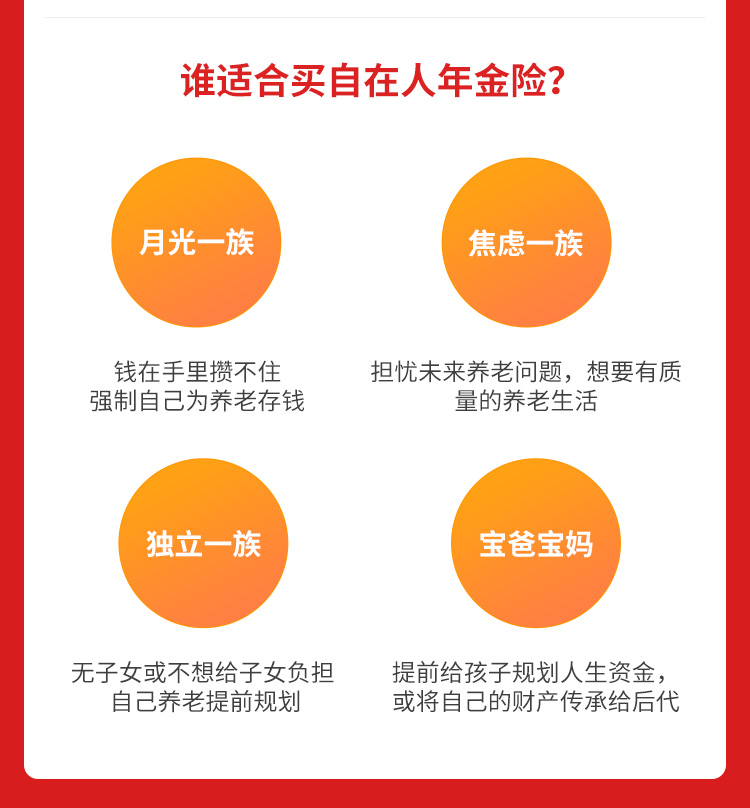 谁适合买自在人年金险?
月光一族
焦虑一族
钱在手里攒不住
强制自己为养老存钱
担忧未来养老问题，想要有质
量的养老生活
独立一族
宝爸宝妈
无子女或不想给子女负担
自己养老提前规划
提前给孩子规划人生资金，
或将自己的财产传承给后代